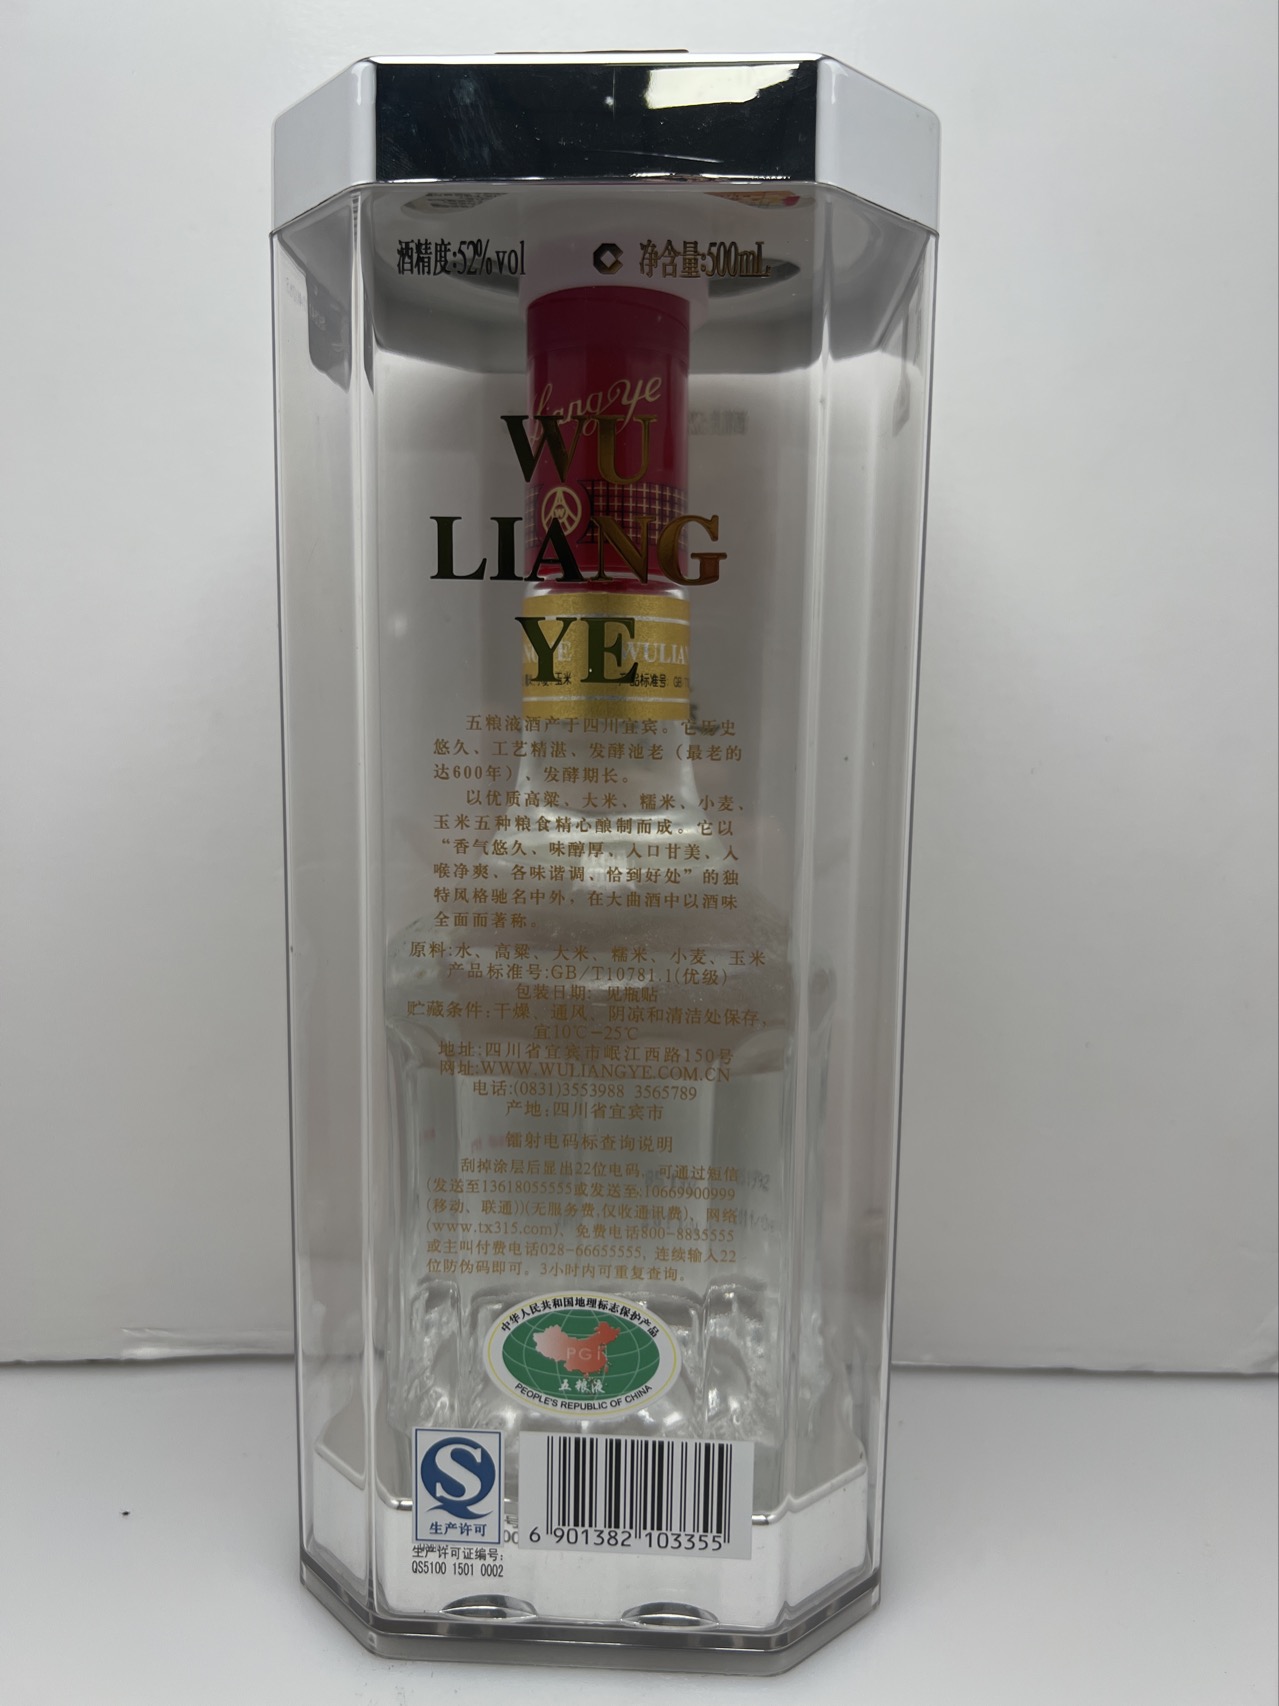 酒精度:52%vol
净含量:500mL
Liang Ye
WU
LIANG
YE
WULIA
玉米
产品标准号 GB
五粮液酒产于四川宜宾。它历史
悠久、工艺精湛、发酵池老（最老的
达600年）、发酵期长。
以优质高粱、大米、糯米、小麦、
玉米五种粮食精心酿制而成。它以
“香气悠久、味醇厚、入口甘美、入
喉净爽、各味谐调、恰到好处”的独
特风格驰名中外，在大曲酒中以酒味
全面而著称。
原料:水、高粱、大米、糯米、小麦、玉米
产品标准号:GB/T10781.1(优级)
包装日期: 见瓶贴
贮藏条件:干燥、通风、阴凉和清洁处保存，
宜10℃-25℃
地址:四川省宜宾市岷江西路150号
网址:WWW.WULIANGYE.COM.CN
电话:(0831)3553988 3565789
产地:四川省宜宾市
镭射电码标查询说明
刮掉涂层后显出22位电码，可通过短信
(发送至13618055555或发送至:10669900999
(移动、联通))(无服务费,仅收通讯费)、网络
(www.tx315.com)、免费电话800-8835555
或主叫付费电话028-66655555, 连续输入22
位防伪码即可。3小时内可重复查询。
中华人民共和国地理标志保护产品
PGI
五粮液
PEOPLE'S REPUBLIC OF CHINA
QS
生产许可
生产许可证编号:
QS5100 1501 0002
6 901382 103355